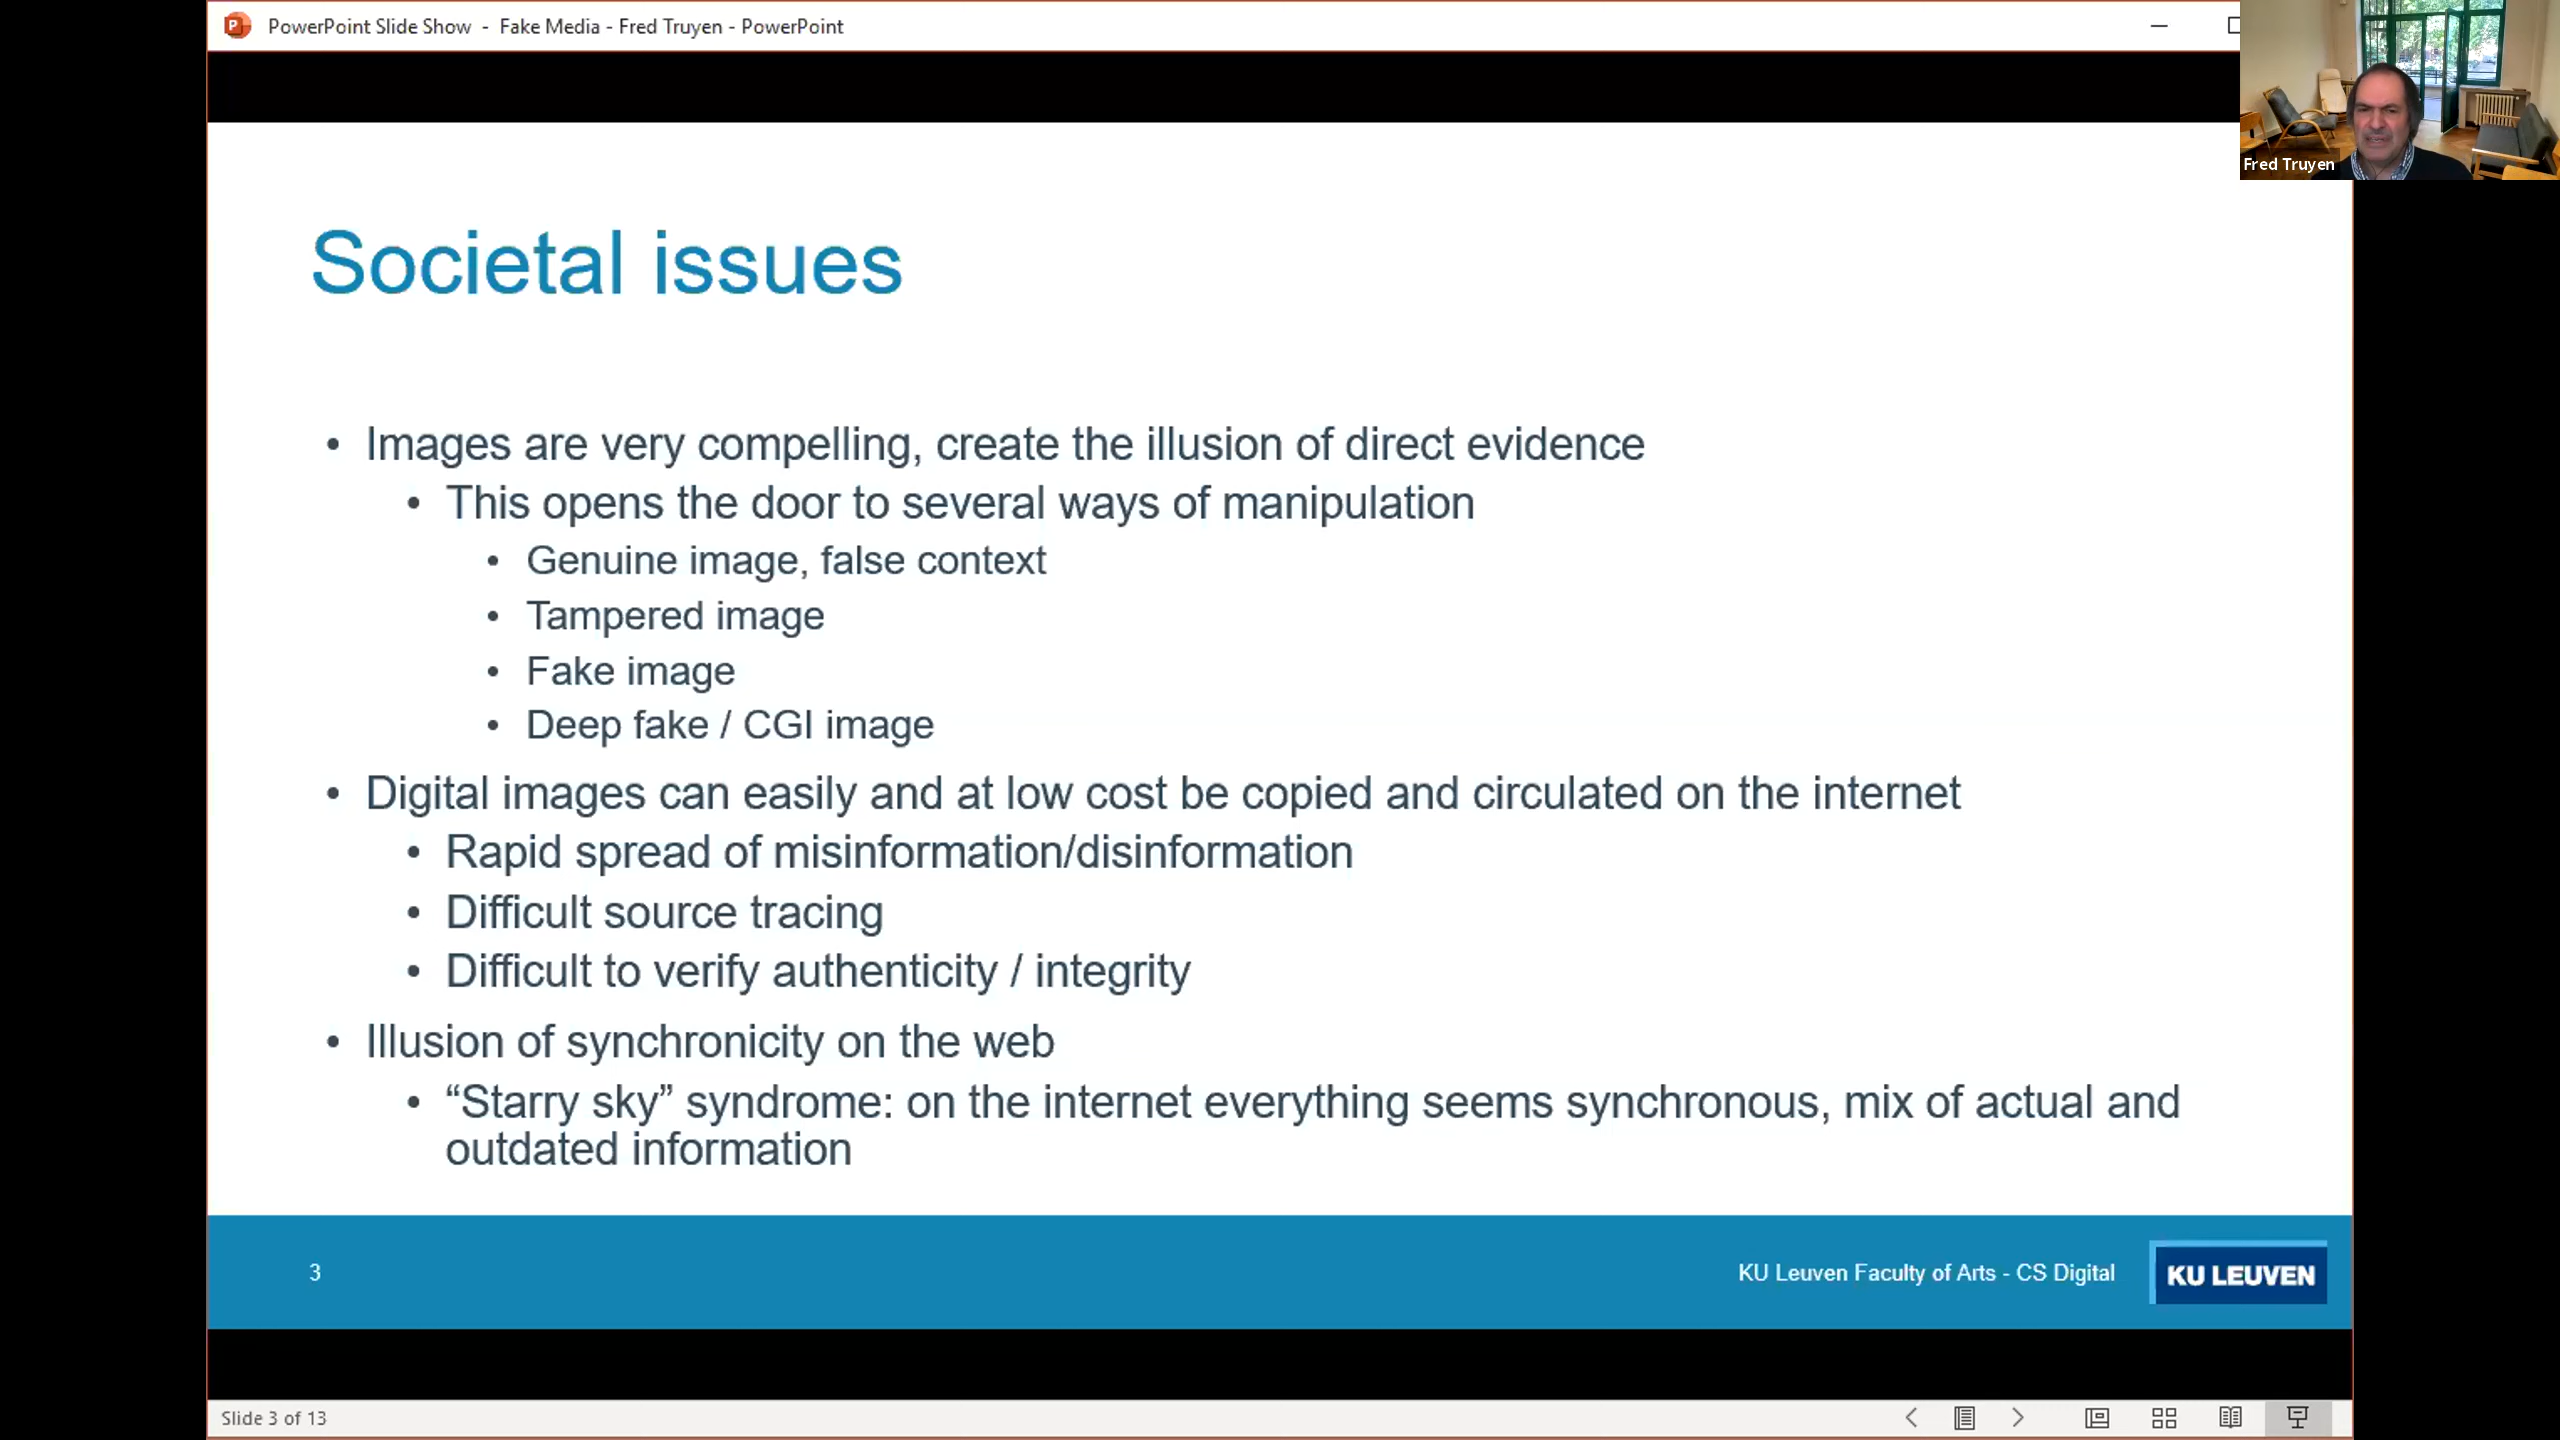 PowerPoint Slide Show - Fake Media - Fred Truyen - PowerPoint
Fred Truyen
Societal issues
• Images are very compelling, create the illusion of direct evidence
• This opens the door to several ways of manipulation
• Genuine image, false context
• Tampered image
• Fake image
• Deep fake / CGI image
• Digital images can easily and at low cost be copied and circulated on the internet
• Rapid spread of misinformation/disinformation
• Difficult source tracing
• Difficult to verify authenticity / integrity
• Illusion of synchronicity on the web
• “Starry sky” syndrome: on the internet everything seems synchronous, mix of actual and
outdated information
3
KU Leuven Faculty of Arts - CS Digital
KU LEUVEN
Slide 3 of 13